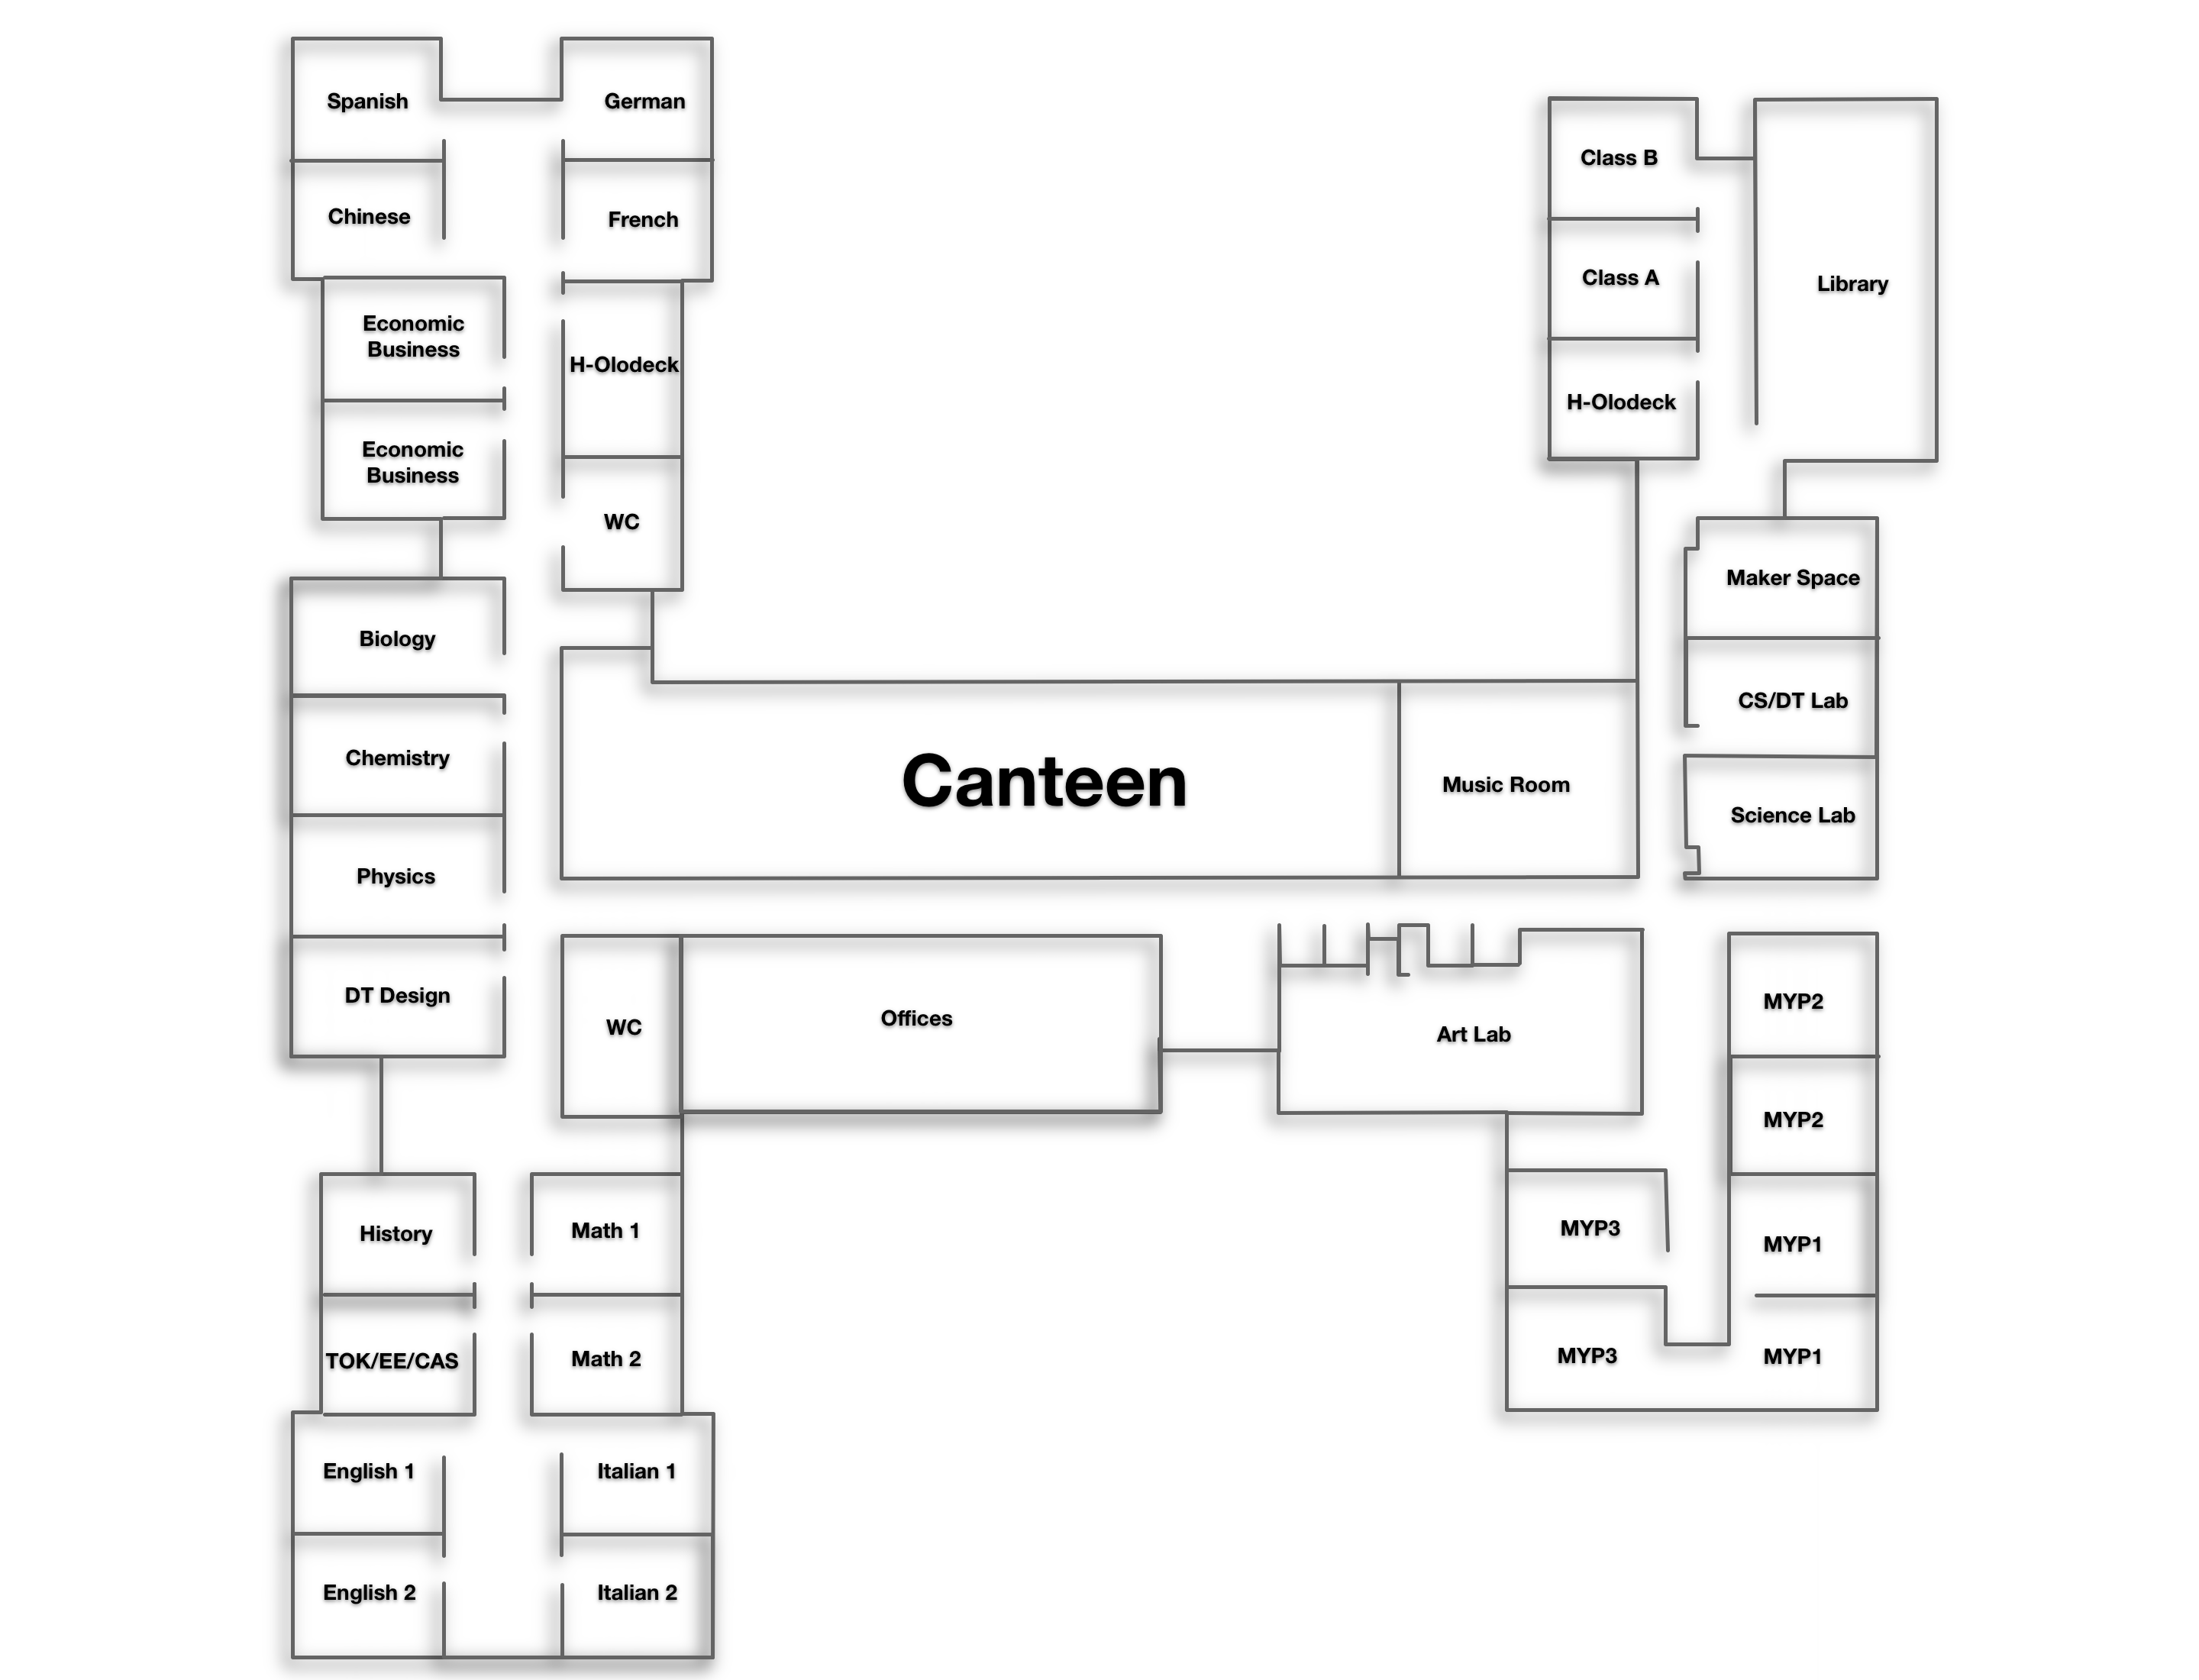 Spanish
German
Chinese
French
Economic
Business
H-Olodeck
Economic
Business
WC
Biology
Chemistry
Physics
DT Design
Canteen
Music Room
Class B
Class A
H-Olodeck
Library
Maker Space
CS/DT Lab
Science Lab
WC
Offices
Art Lab
MYP2
MYP2
MYP3
MYP1
MYP3
MYP1
History
Math 1
TOK/EE/CAS
Math 2
English 1
Italian 1
English 2
Italian 2